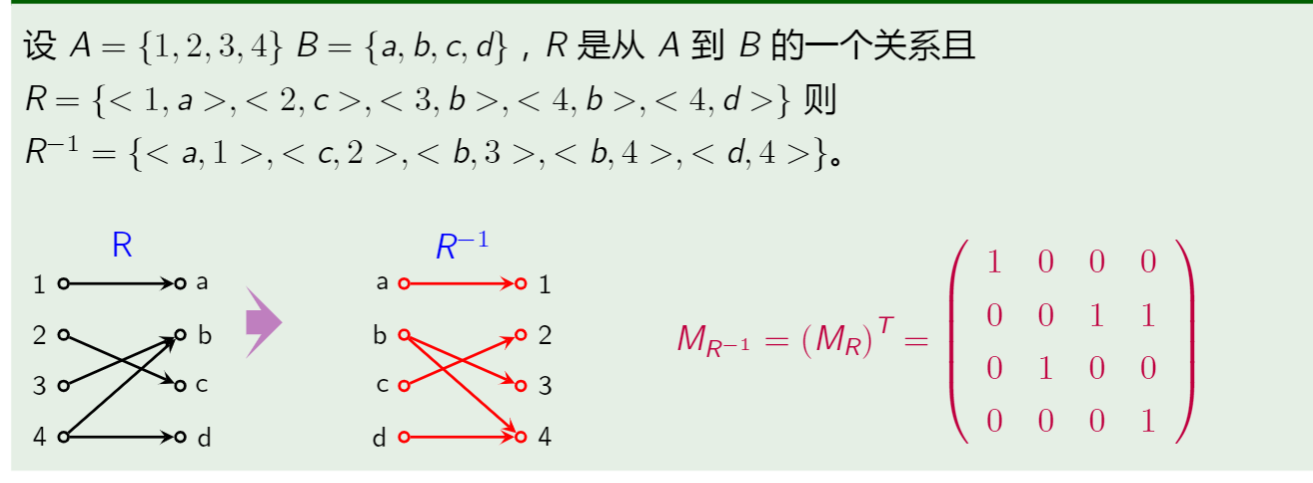 设 A = {1, 2, 3, 4} B = {a, b, c, d}，R 是从 A 到 B 的一个关系且
R = {< 1, a >, < 2, c >, < 3, b >, < 4, b >, < 4, d >} 则
R⁻¹ = {< a, 1 >, < c, 2 >, < b, 3 >, < b, 4 >, < d, 4 >}。
R
1 a
2 b
3 c
4 d
R⁻¹
a 1
b 2
c 3
d 4
M_{R⁻¹} = (M_R)^T =
1 0 0 0
0 0 1 1
0 1 0 0
0 0 0 1